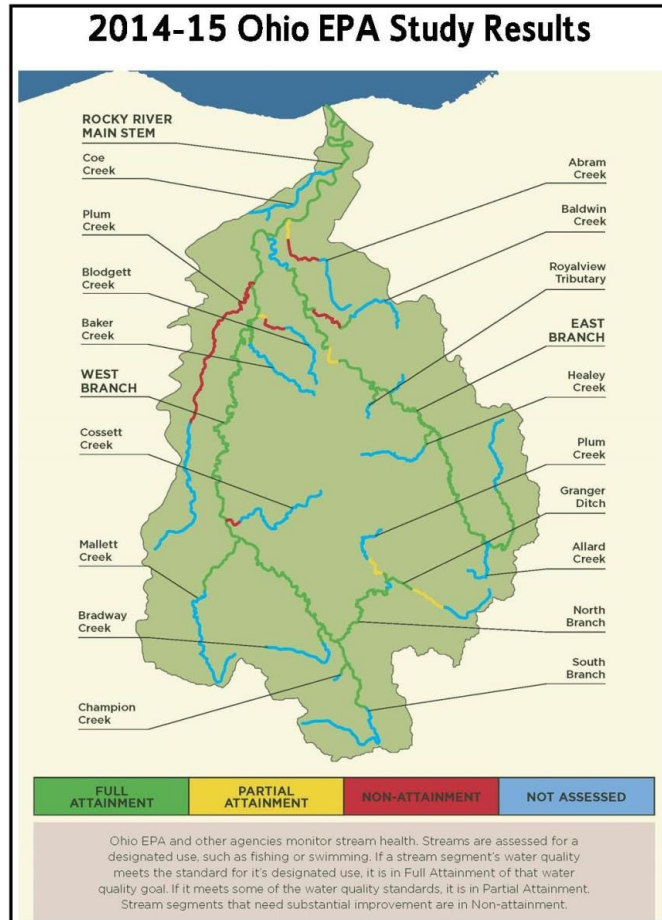 2014-15 Ohio EPA Study Results
ROCKY RIVER
MAIN STEM
Coe
Creek
Plum
Creek
Blodgett
Creek
Baker
Creek
WEST
BRANCH
Cossett
Creek
Mallett
Creek
Bradway
Creek
Champion
Creek
Abram
Creek
Baldwin
Creek
Royalview
Tributary
EAST
BRANCH
Healey
Creek
Plum
Creek
Granger
Ditch
Allard
Creek
North
Branch
South
Branch
FULL
ATTAINMENT
PARTIAL
ATTAINMENT
NON-ATTAINMENT
NOT ASSESSED
Ohio EPA and other agencies monitor stream health. Streams are assessed for a
designated use, such as fishing or swimming. If a stream segment's water quality
meets the standard for it's designated use, it is in Full Attainment of that water
quality goal. If it meets some of the water quality standards, it is in Partial Attainment.
Stream segments that need substantial improvement are in Non-attainment.